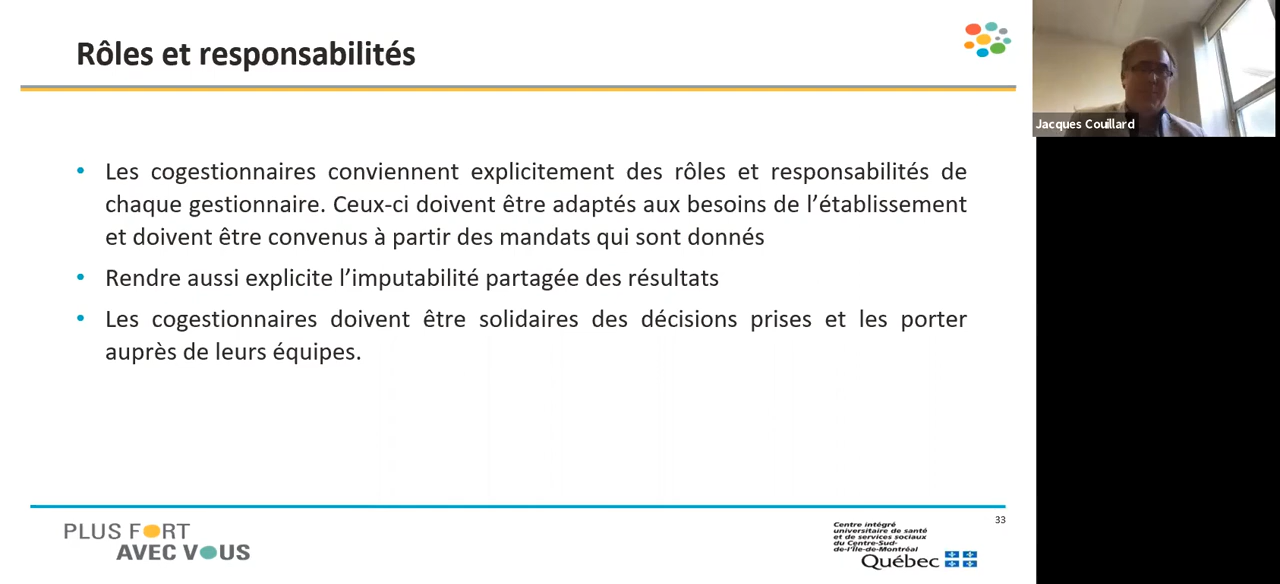 Rôles et responsabilités
Jacques Couillard
• Les cogestionnaires conviennent explicitement des rôles et responsabilités de
chaque gestionnaire. Ceux-ci doivent être adaptés aux besoins de l’établissement
et doivent être convenus à partir des mandats qui sont donnés
• Rendre aussi explicite l’imputabilité partagée des résultats
• Les cogestionnaires doivent être solidaires des décisions prises et les porter
auprès de leurs équipes.
33
PLUS FORT
AVEC VOUS
Centre intégré
universitaire de santé
et de services sociaux
du Centre-Sud-
de-l’Île-de-Montréal
Québec